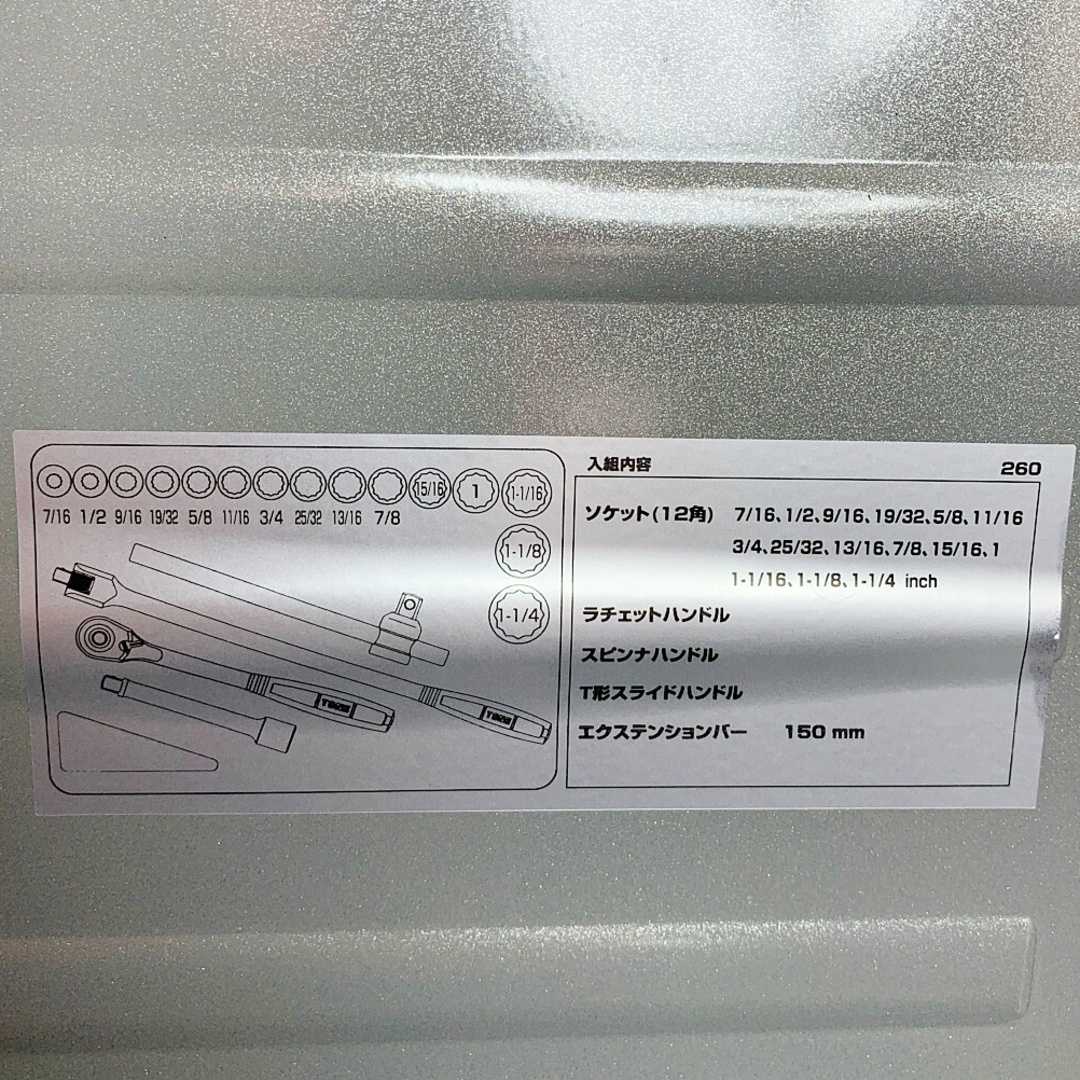 7/16 1/2 9/16 19/32 5/8 11/16 3/4 25/32 13/16 7/8 15/16 1 1-1/16
1-1/8
1-1/4
TONE
TONE
入組内容 260
ソケット(12角) 7/16、1/2、9/16、19/32、5/8、11/16
3/4、25/32、13/16、7/8、15/16、1
1-1/16、1-1/8、1-1/4 inch
ラチェットハンドル
スピンナハンドル
T形スライドハンドル
エクステンションバー 150 mm